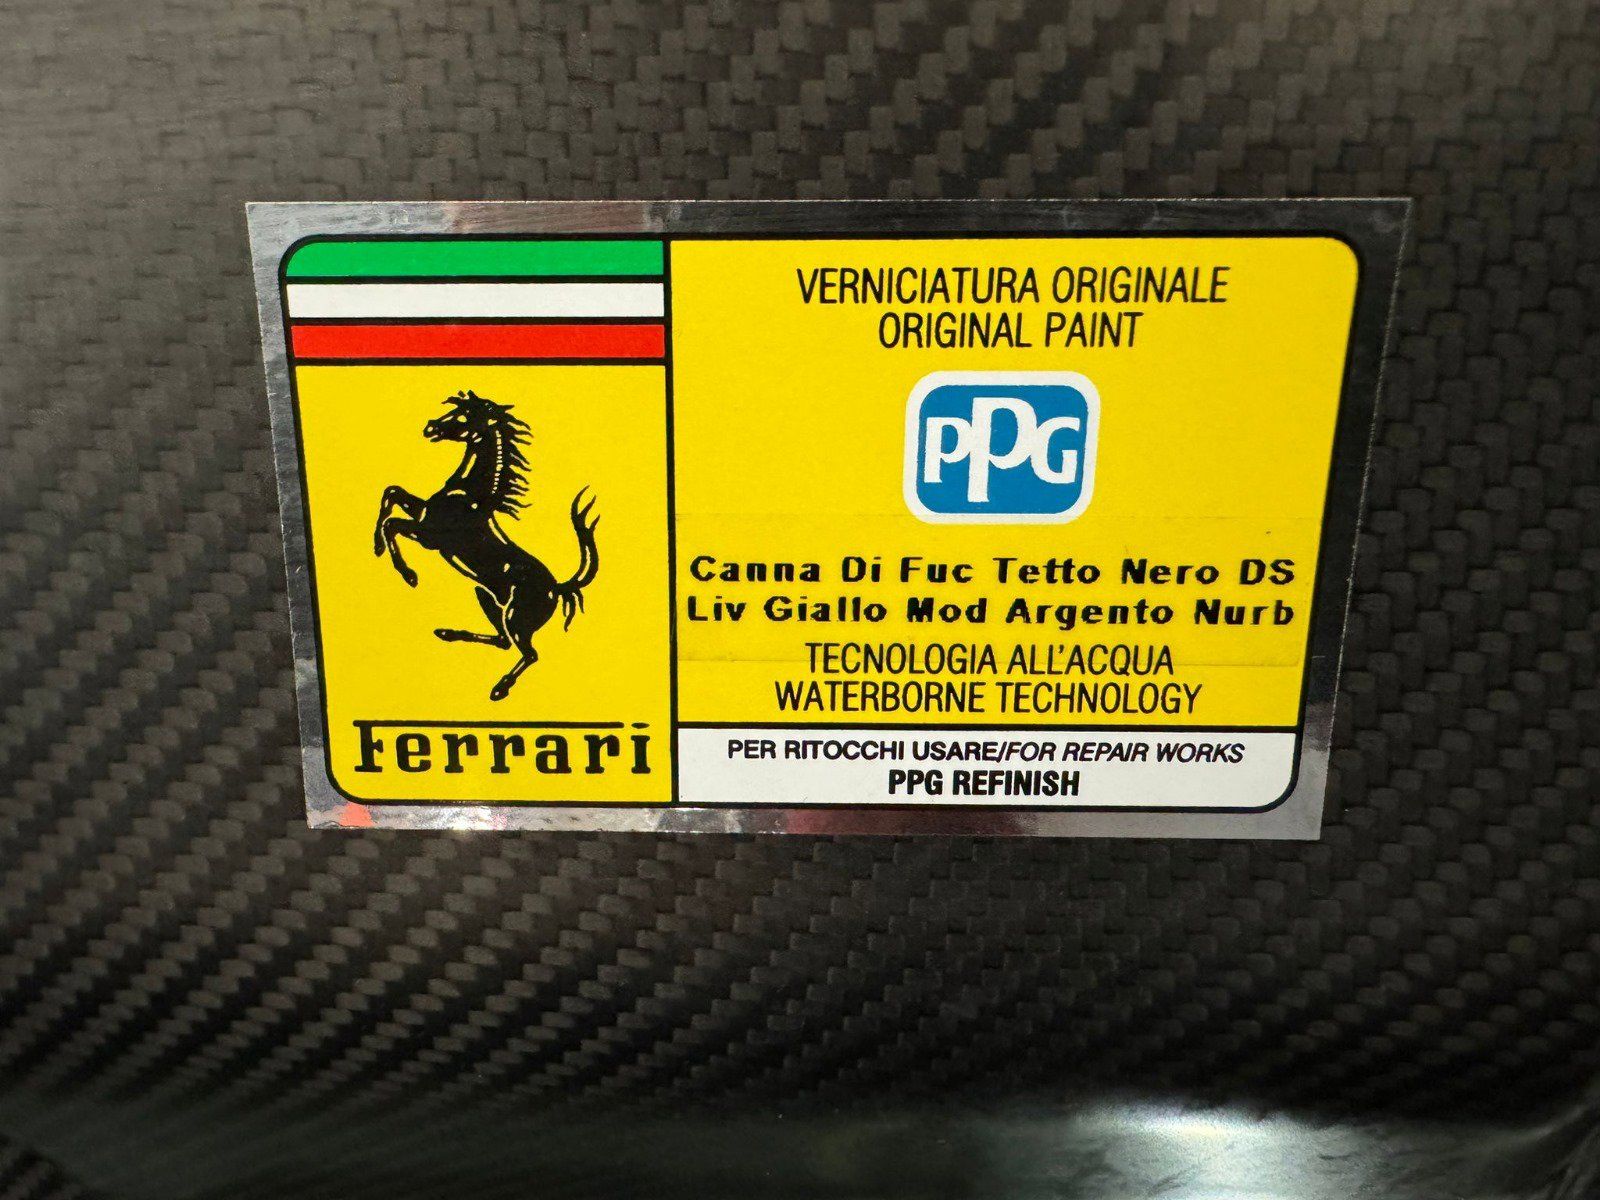 VERNICIATURA ORIGINALE
ORIGINAL PAINT
PPG
Canna Di Fuc Tetto Nero DS
Liv Giallo Mod Argento Nurb
TECNOLOGIA ALL'ACQUA
WATERBORNE TECHNOLOGY
Ferrari
PER RITOCCHI USARE/FOR REPAIR WORKS
PPG REFINISH